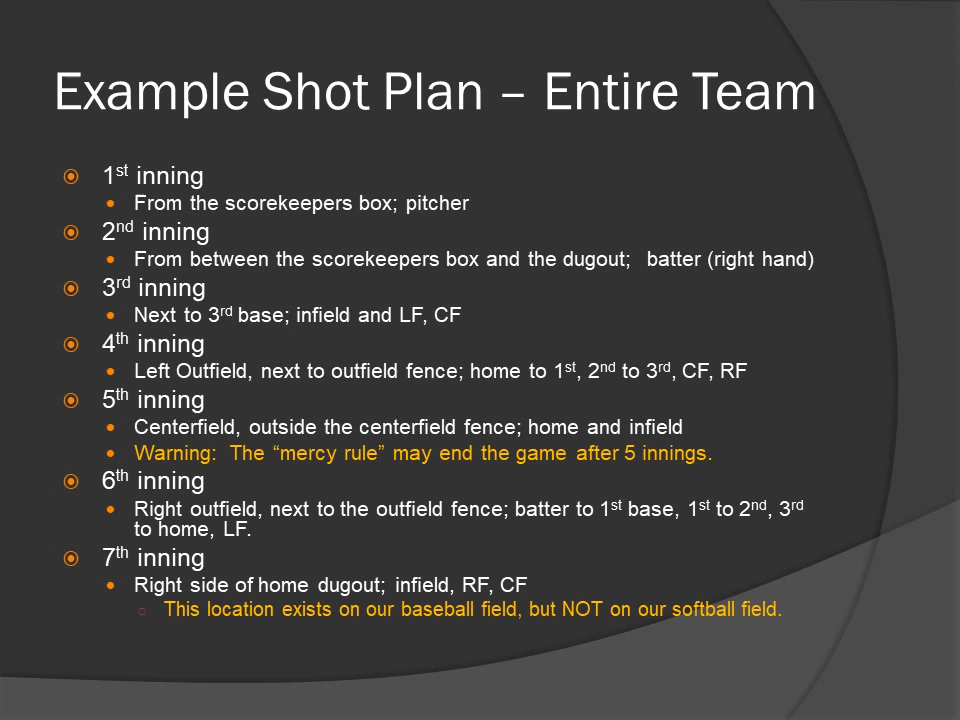 Example Shot Plan – Entire Team
1st inning
From the scorekeepers box; pitcher
2nd inning
From between the scorekeepers box and the dugout;  batter (right hand)
3rd inning
Next to 3rd base; infield and LF, CF
4th inning
Left Outfield, next to outfield fence; home to 1st, 2nd to 3rd, CF, RF
5th inning
Centerfield, outside the centerfield fence; home and infield
Warning:  The “mercy rule” may end the game after 5 innings.
6th inning
Right outfield, next to the outfield fence; batter to 1st base, 1st to 2nd, 3rd
to home, LF.
7th inning
Right side of home dugout; infield, RF, CF
This location exists on our baseball field, but NOT on our softball field.